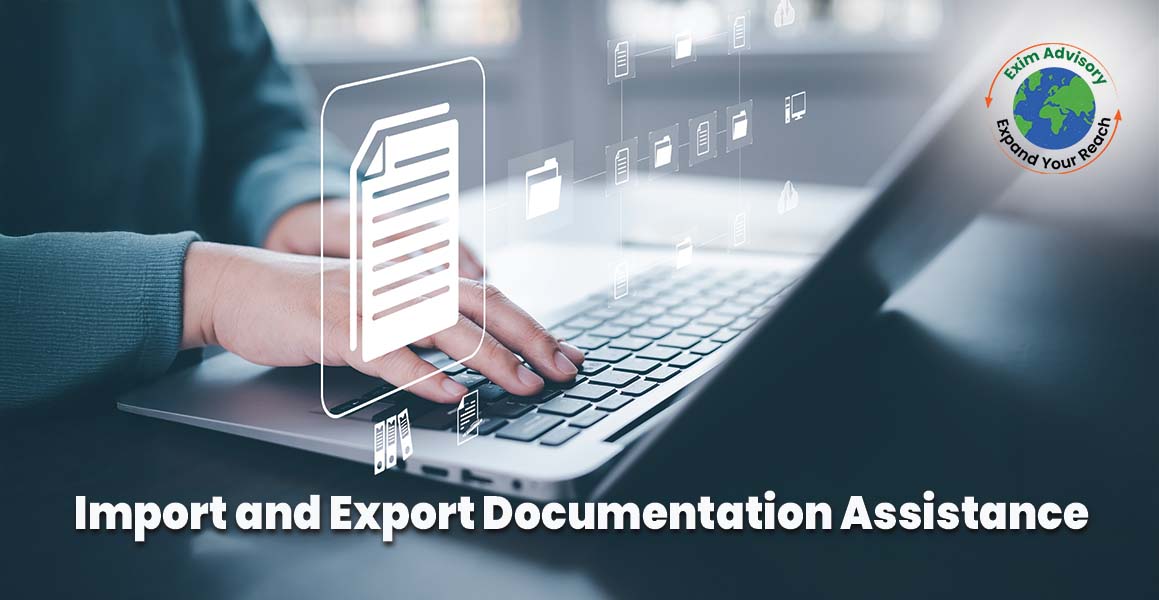 Exim Advisory
Expand Your Reach
Import and Export Documentation Assistance